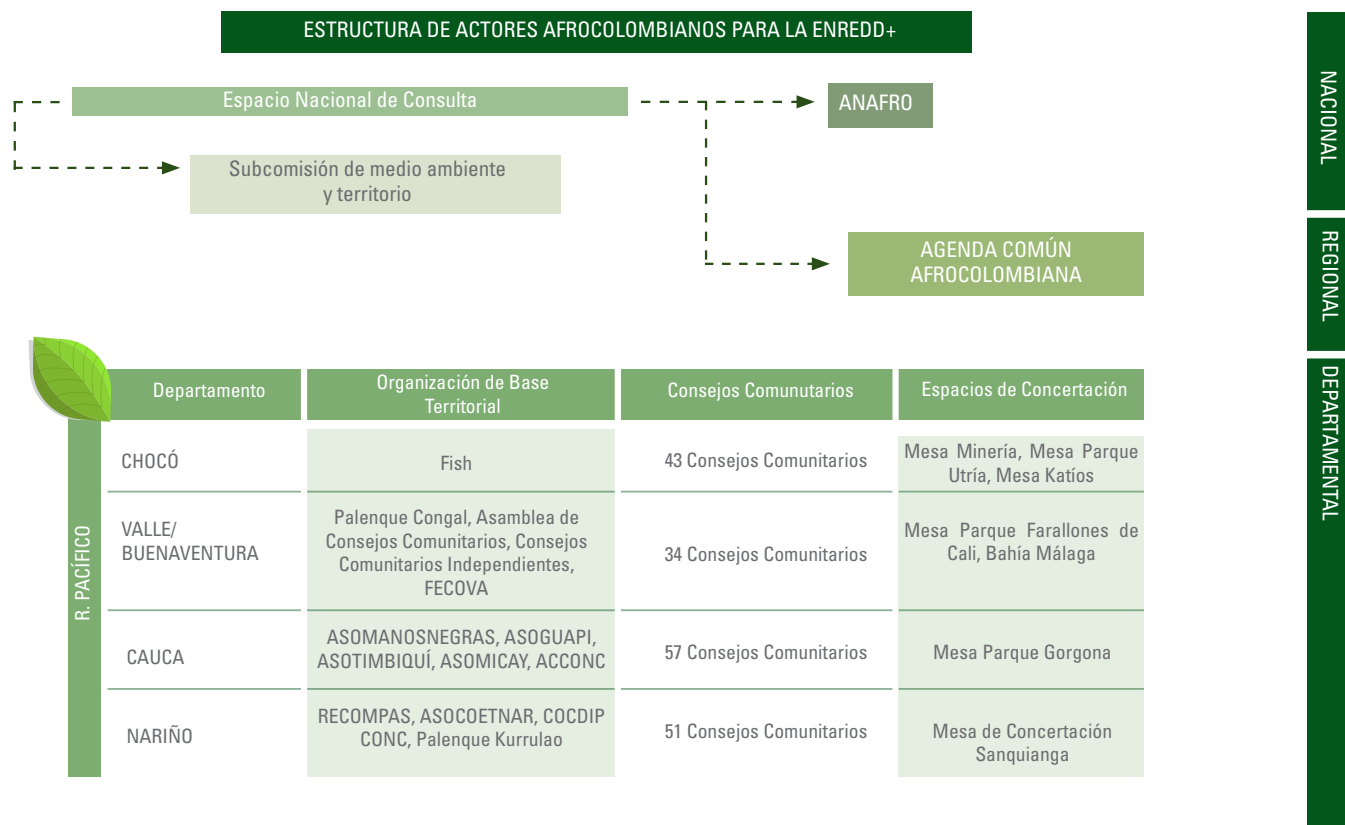 ESTRUCTURA DE ACTORES AFROCOLOMBIANOS PARA LA ENREDD+
Espacio Nacional de Consulta
ANAFRO
Subcomisión de medio ambiente
y territorio
AGENDA COMÚN
AFROCOLOMBIANA
NACIONAL
REGIONAL
DEPARTAMENTAL
Departamento
Organización de Base
Territorial
Consejos Comunutarios
Espacios de Concertación
R. PACÍFICO
CHOCÓ
Fish
43 Consejos Comunitarios
Mesa Minería, Mesa Parque
Utría, Mesa Katíos
VALLE/
BUENAVENTURA
Palenque Congal, Asamblea de
Consejos Comunitarios, Consejos
Comunitarios Independientes,
FECOVA
34 Consejos Comunitarios
Mesa Parque Farallones de
Cali, Bahía Málaga
CAUCA
ASOMANOSNEGRAS, ASOGUAPI,
ASOTIMBIQUÍ, ASOMICAY, ACCONC
57 Consejos Comunitarios
Mesa Parque Gorgona
NARIÑO
RECOMPAS, ASOCOETNAR, COCDIP
CONC, Palenque Kurrulao
51 Consejos Comunitarios
Mesa de Concertación
Sanquianga